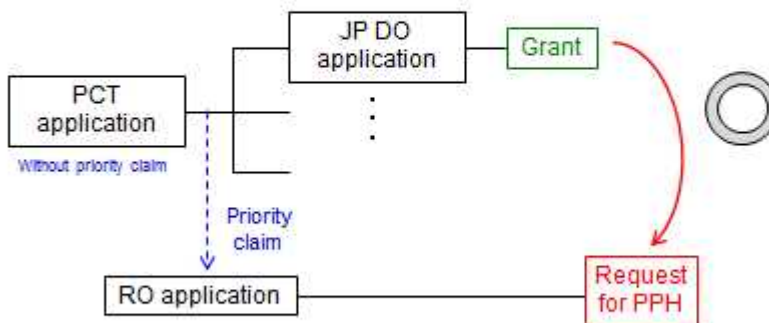 JP DO
application
Grant
PCT
application
Without priority claim
Priority
claim
RO application
Request
for PPH